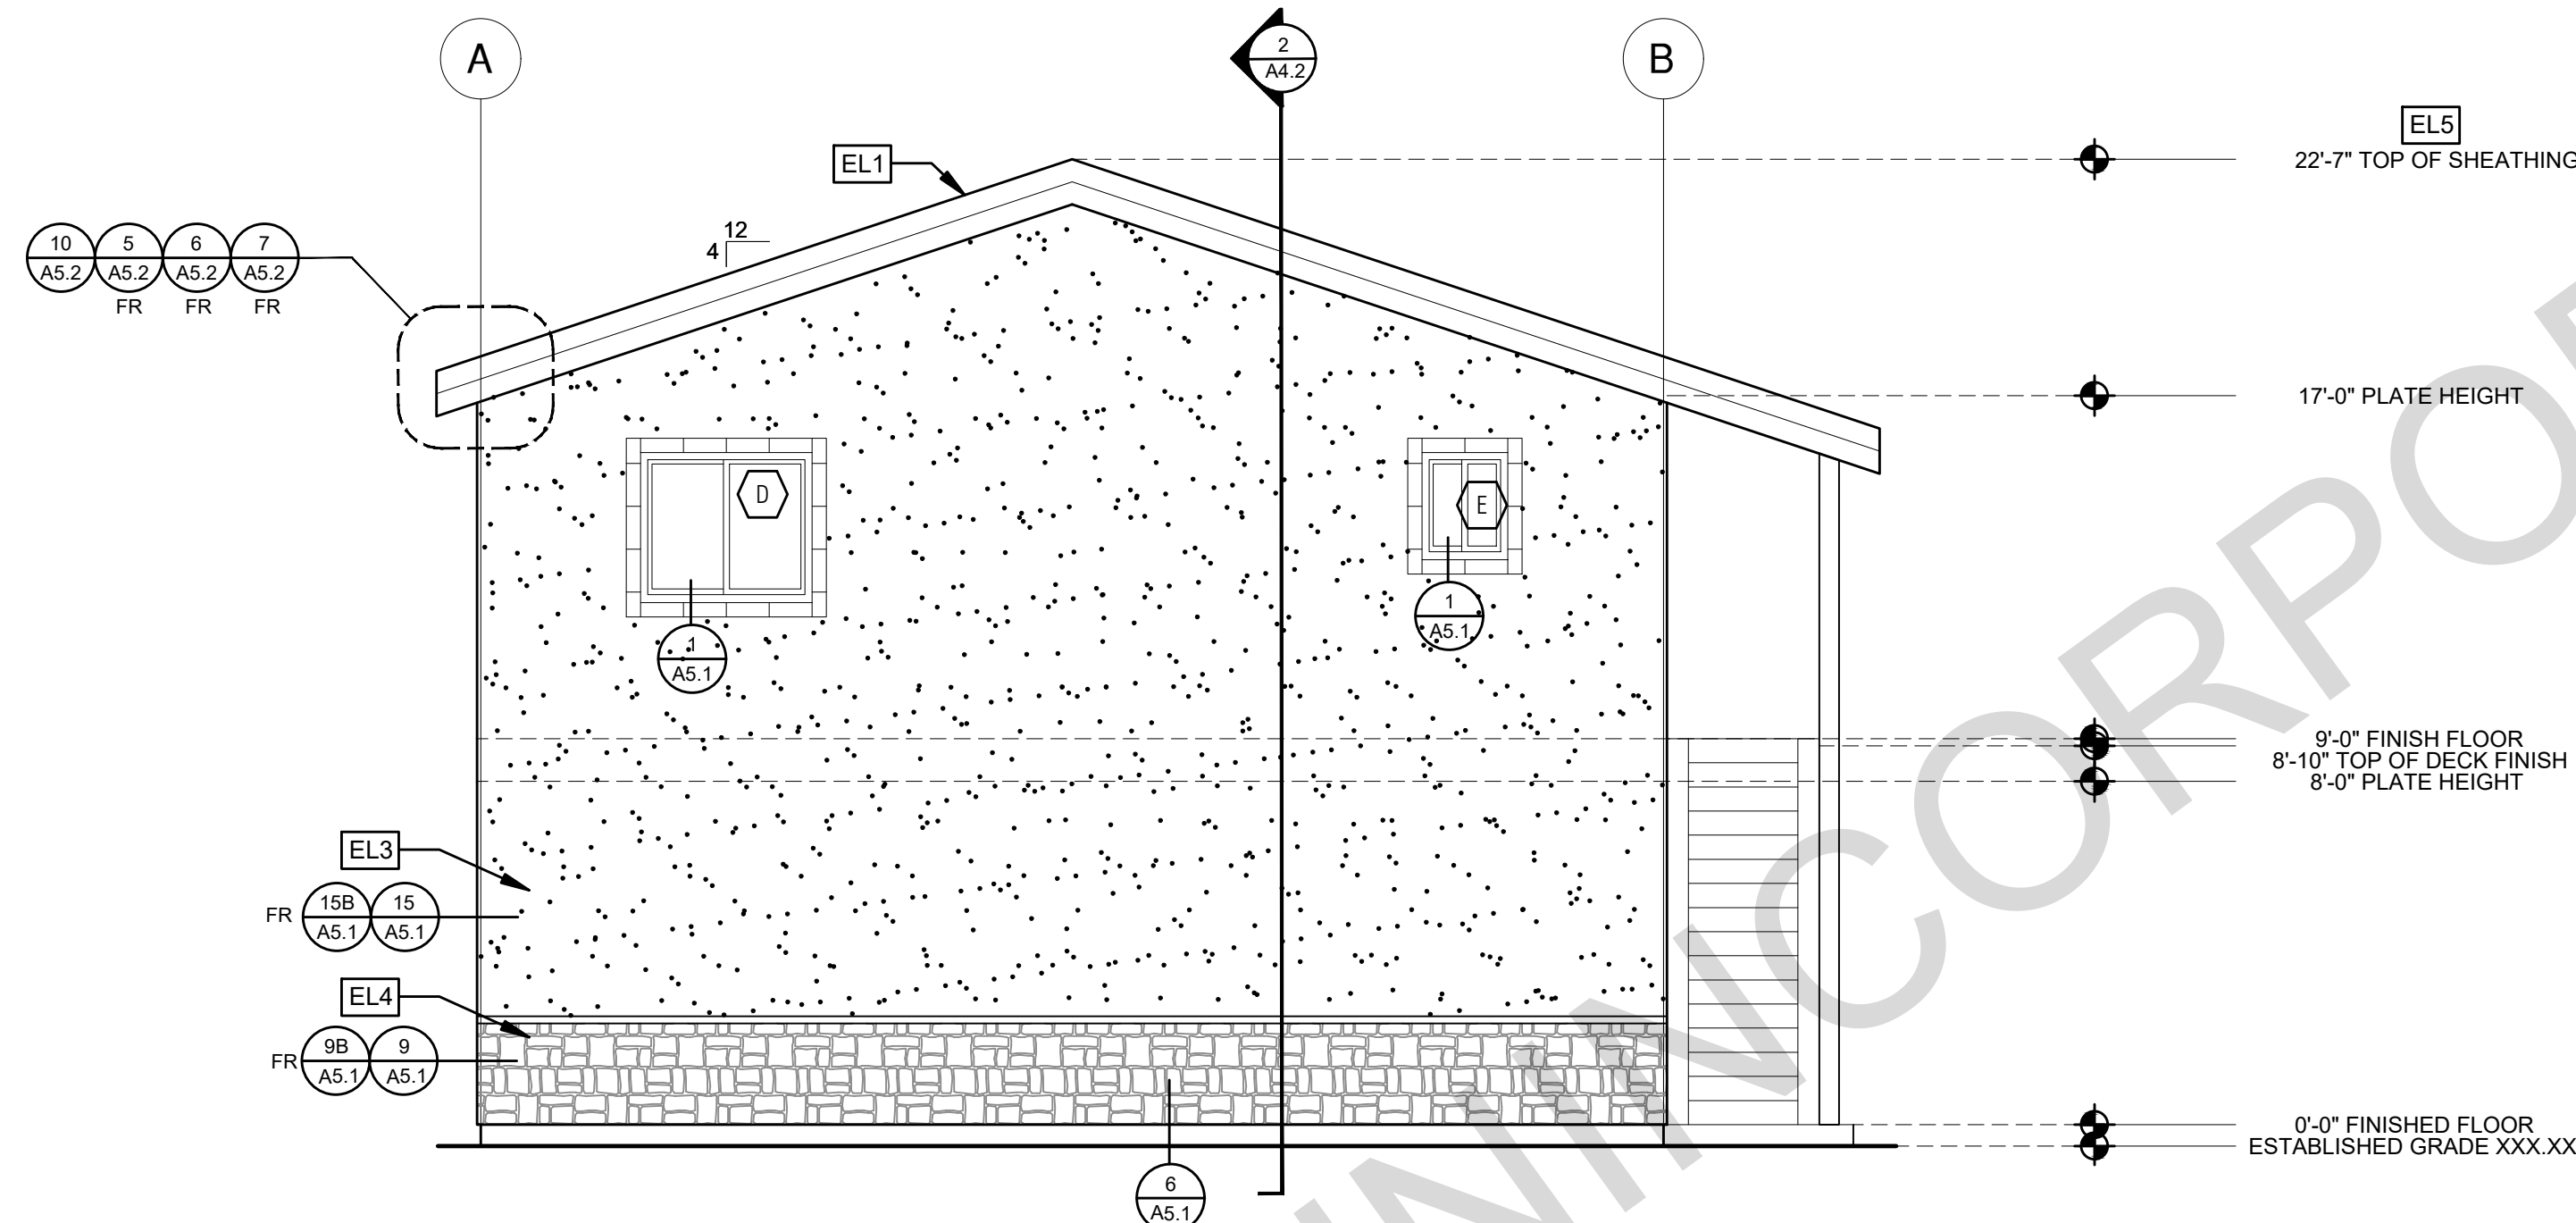 A
2
A4.2
B
EL5
22'-7" TOP OF SHEATHING
EL1
12
4
10
A5.2
5
A5.2
FR
6
A5.2
FR
7
A5.2
FR
17'-0" PLATE HEIGHT
D
E
1
A5.1
1
A5.1
9'-0" FINISH FLOOR
8'-10" TOP OF DECK FINISH
8'-0" PLATE HEIGHT
EL3
FR
15B
A5.1
15
A5.1
EL4
FR
9B
A5.1
9
A5.1
0'-0" FINISHED FLOOR
ESTABLISHED GRADE XXX.XX
6
A5.1